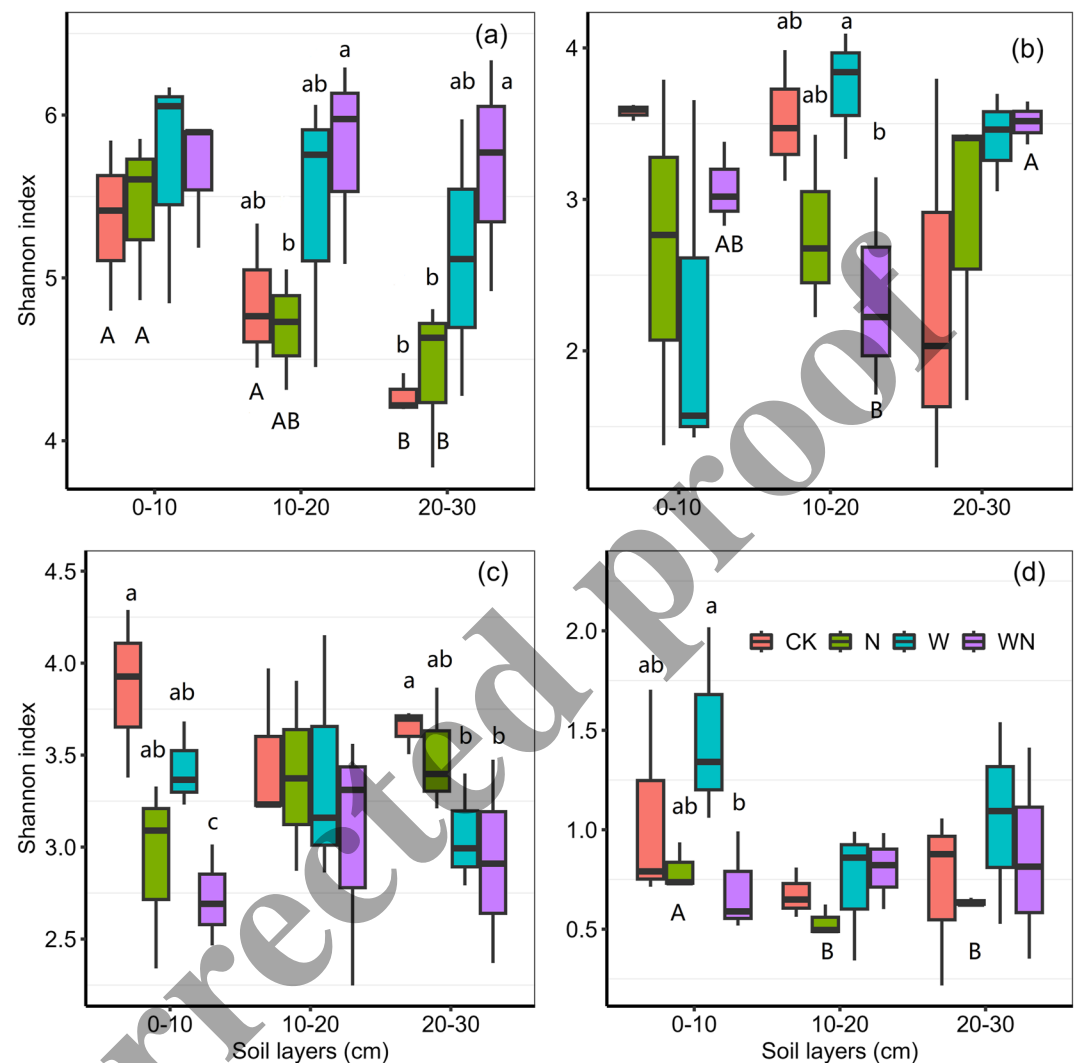 (a)
a
ab
ab
a
ab
b
b
b
A
A
A
AB
B
B
6
5
4
Shannon index
0-10
10-20
20-30
(b)
ab
a
ab
b
A
AB
B
4
3
2
0-10
10-20
20-30
(c)
a
ab
ab
c
a
ab
b
b
4.5
4.0
3.5
3.0
2.5
Shannon index
0-10
10-20
20-30
Soil layers (cm)
(d)
a
CK N W WN
ab
ab
b
A
B
B
2.0
1.5
1.0
0.5
0-10
10-20
20-30
Soil layers (cm)
rrected proof